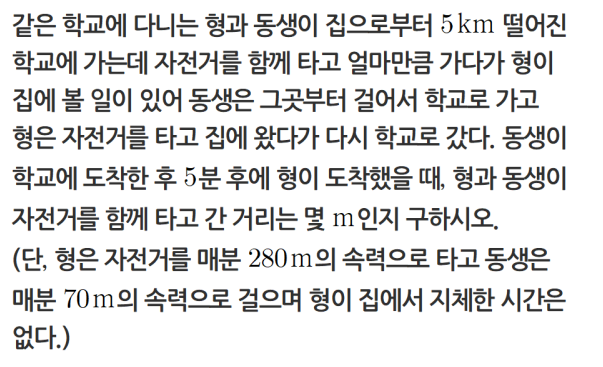 같은 학교에 다니는 형과 동생이 집으로부터 5km 떨어진
학교에 가는데 자전거를 함께 타고 얼마만큼 가다가 형이
집에 볼 일이 있어 동생은 그곳부터 걸어서 학교로 가고
형은 자전거를 타고 집에 왔다가 다시 학교로 갔다. 동생이
학교에 도착한 후 5분 후에 형이 도착했을 때, 형과 동생이
자전거를 함께 타고 간 거리는 몇 m인지 구하시오.
(단, 형은 자전거를 매분 280m의 속력으로 타고 동생은
매분 70m의 속력으로 걸으며 형이 집에서 지체한 시간은
없다.)